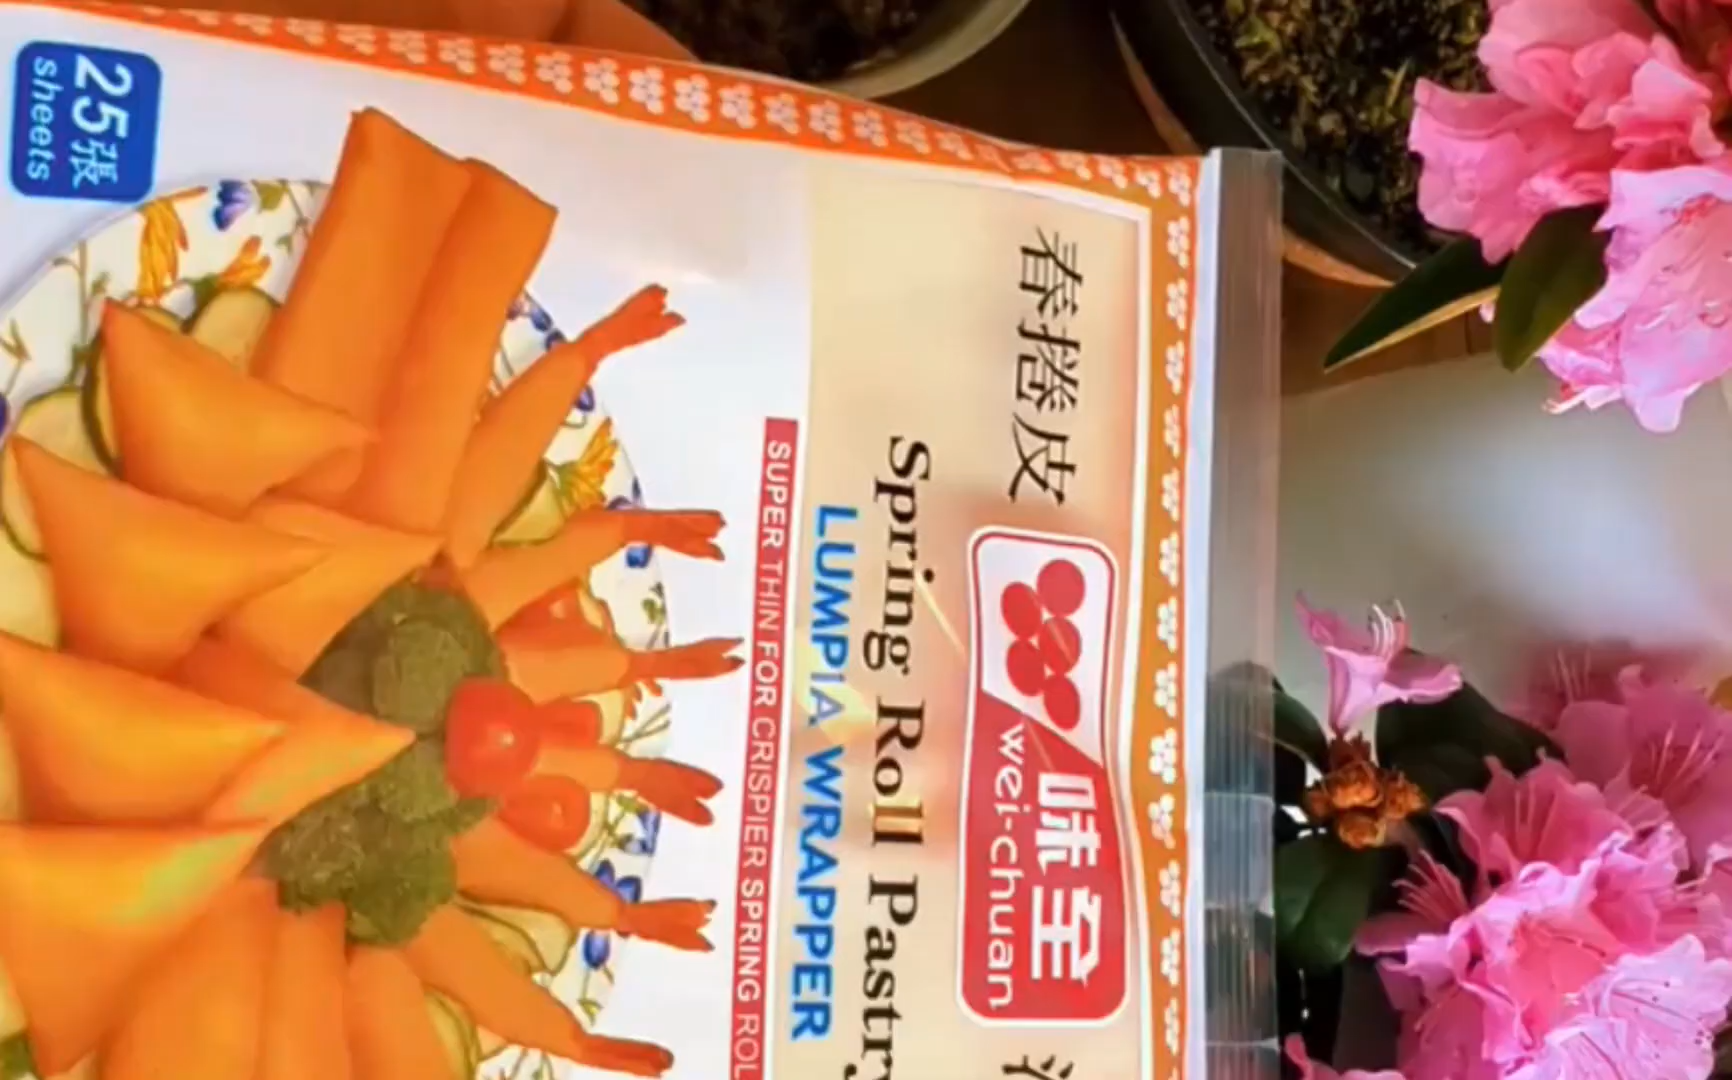 春捲皮
味全
wei-chuan
Spring Roll Pastry
LUMPIA WRAPPER
SUPER THIN FOR CRISPIER SPRING ROL
25張
sheets